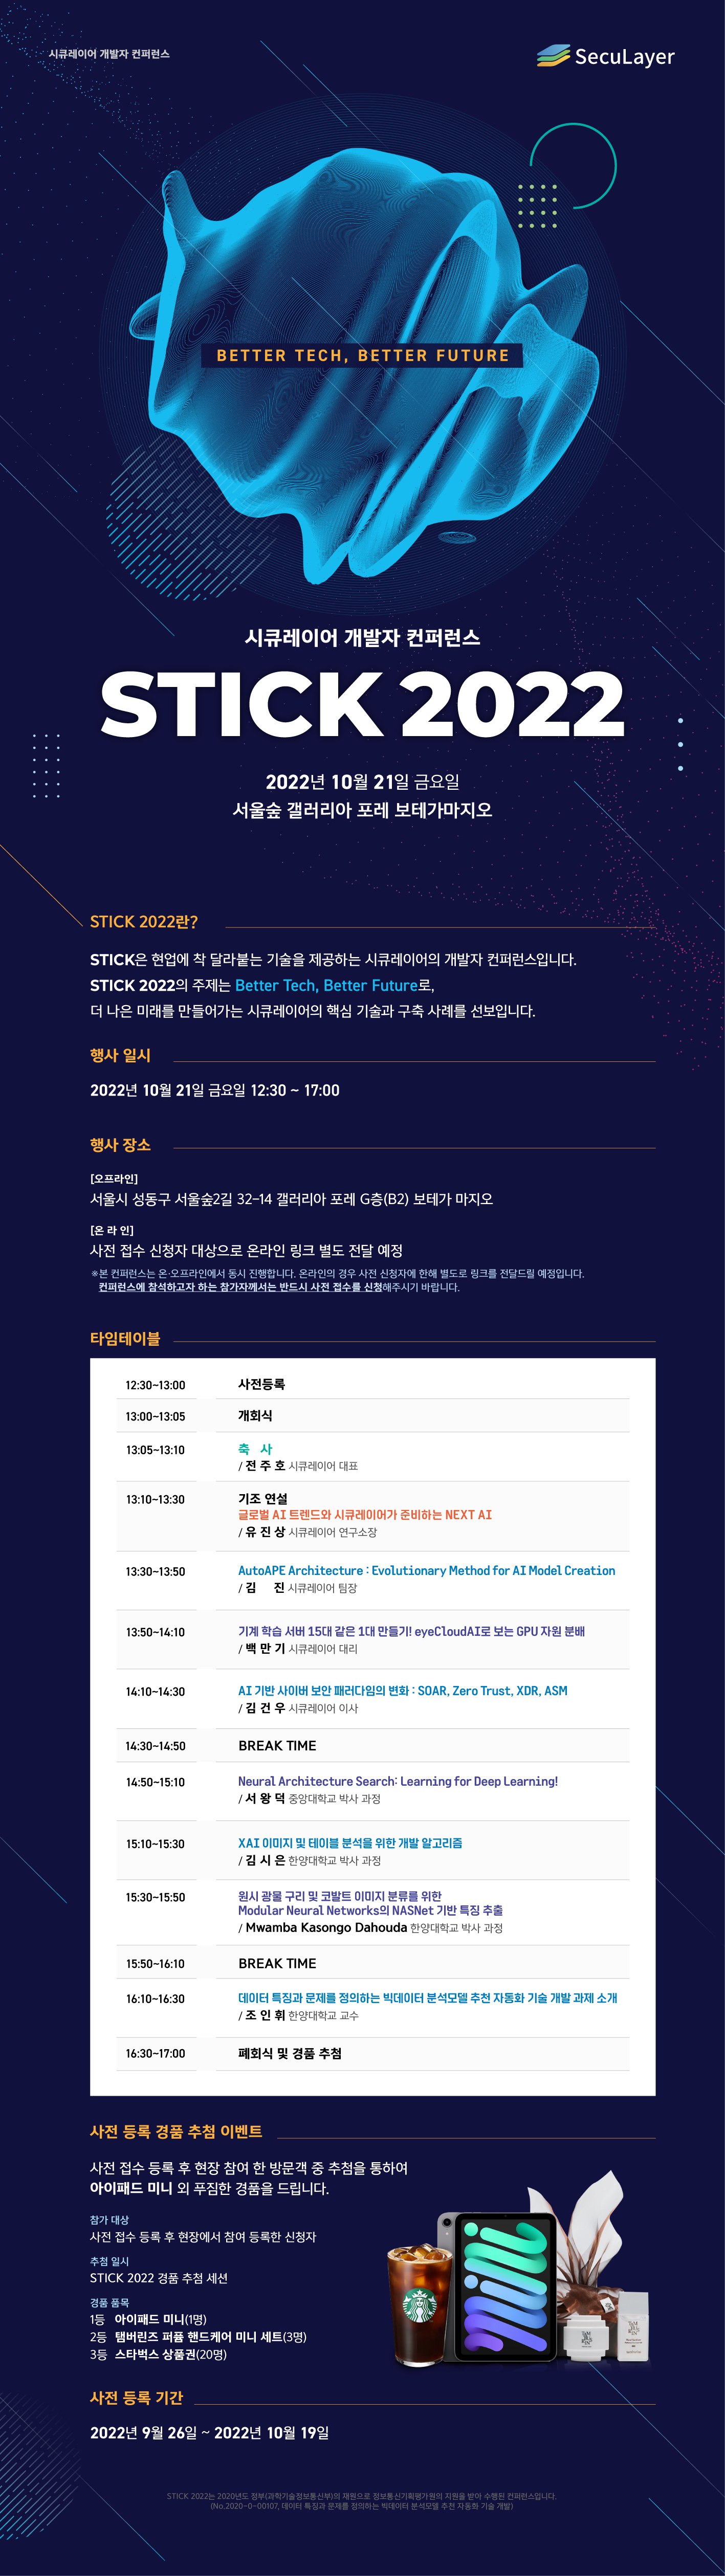 시큐레이어 개발자 컨퍼런스
SecuLayer
BETTER TECH, BETTER FUTURE
시큐레이어 개발자 컨퍼런스
STICK 2022
2022년 10월 21일 금요일
서울숲 갤러리아 포레 보테가마지오
STICK 2022란?
STICK은 현업에 착 달라붙는 기술을 제공하는 시큐레이어의 개발자 컨퍼런스입니다.
STICK 2022의 주제는 Better Tech, Better Future로,
더 나은 미래를 만들어가는 시큐레이어의 핵심 기술과 구축 사례를 선보입니다.
행사 일시
2022년 10월 21일 금요일 12:30 ~ 17:00
행사 장소
[오프라인]
서울시 성동구 서울숲2길 32-14 갤러리아 포레 G층(B2) 보테가 마지오
[온 라 인]
사전 접수 신청자 대상으로 온라인 링크 별도 전달 예정
※본 컨퍼런스는 온·오프라인에서 동시 진행합니다. 온라인의 경우 사전 신청자에 한해 별도로 링크를 전달드릴 예정입니다.
컨퍼런스에 참석하고자 하는 참가자께서는 반드시 사전 접수를 신청해주시기 바랍니다.
타임테이블
12:30~13:00 사전등록
13:00~13:05 개회식
13:05~13:10 축 사
/ 전 주 호 시큐레이어 대표
13:10~13:30 기조 연설
글로벌 AI 트렌드와 시큐레이어가 준비하는 NEXT AI
/ 유 진 상 시큐레이어 연구소장
13:30~13:50 AutoAPE Architecture : Evolutionary Method for AI Model Creation
/ 김 진 시큐레이어 팀장
13:50~14:10 기계 학습 서버 15대 같은 1대 만들기! eyeCloudAI로 보는 GPU 자원 분배
/ 백 만 기 시큐레이어 대리
14:10~14:30 AI 기반 사이버 보안 패러다임의 변화 : SOAR, Zero Trust, XDR, ASM
/ 김 건 우 시큐레이어 이사
14:30~14:50 BREAK TIME
14:50~15:10 Neural Architecture Search: Learning for Deep Learning!
/ 서 왕 덕 중앙대학교 박사 과정
15:10~15:30 XAI 이미지 및 테이블 분석을 위한 개발 알고리즘
/ 김 시 은 한양대학교 박사 과정
15:30~15:50 원시 광물 구리 및 코발트 이미지 분류를 위한
Modular Neural Networks의 NASNet 기반 특징 추출
/ Mwamba Kasongo Dahouda 한양대학교 박사 과정
15:50~16:10 BREAK TIME
16:10~16:30 데이터 특징과 문제를 정의하는 빅데이터 분석모델 추천 자동화 기술 개발 과제 소개
/ 조 인 휘 한양대학교 교수
16:30~17:00 폐회식 및 경품 추첨
사전 등록 경품 추첨 이벤트
사전 접수 등록 후 현장 참여 한 방문객 중 추첨을 통하여
아이패드 미니 외 푸짐한 경품을 드립니다.
참가 대상
사전 접수 등록 후 현장에서 참여 등록한 신청자
추첨 일시
STICK 2022 경품 추첨 세션
경품 품목
1등 아이패드 미니(1명)
2등 탬버린즈 퍼퓸 핸드케어 미니 세트(3명)
3등 스타벅스 상품권(20명)
사전 등록 기간
2022년 9월 26일 ~ 2022년 10월 19일
STICK 2022는 2020년도 정부(과학기술정보통신부)의 재원으로 정보통신기획평가원의 지원을 받아 수행된 컨퍼런스입니다.
(No.2020-0-00107, 데이터 특징과 문제를 정의하는 빅데이터 분석모델 추천 자동화 기술 개발)